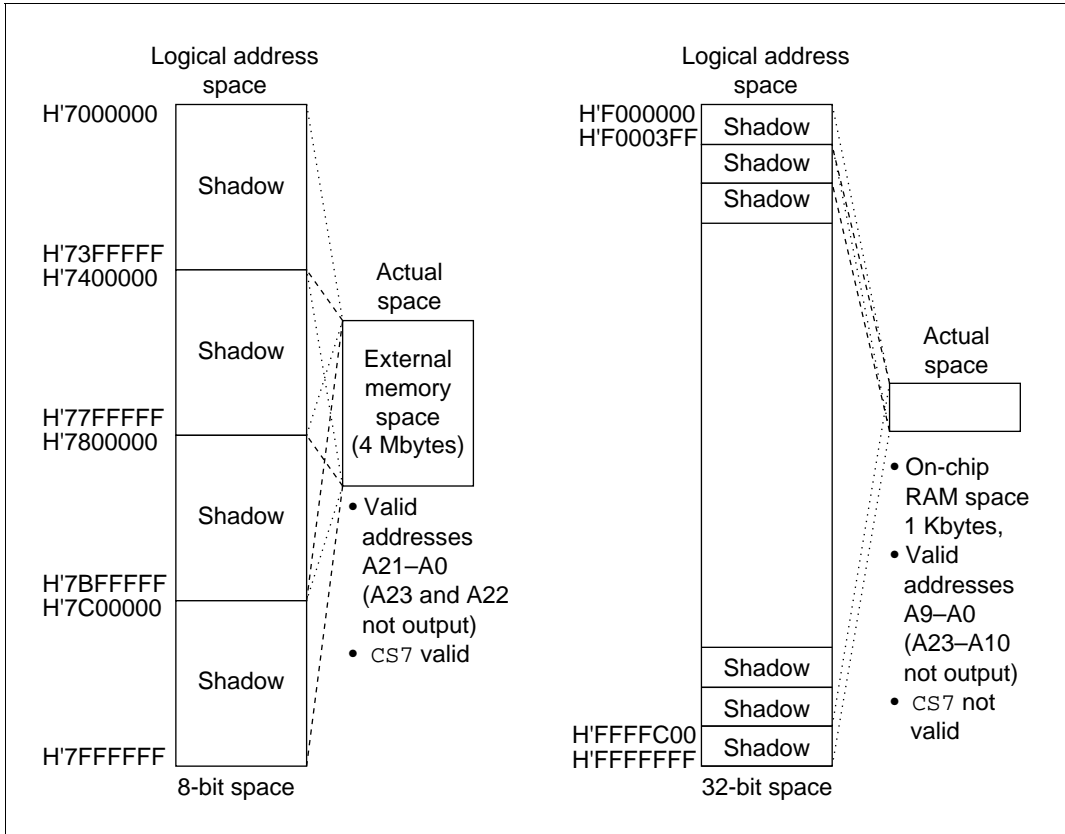 Logical address
space
H'7000000
Shadow
H'73FFFFF
H'7400000
Shadow
H'77FFFFF
H'7800000
Shadow
H'7BFFFFF
H'7C00000
Shadow
H'7FFFFFF
8-bit space
Actual
space
External
memory
space
(4 Mbytes)
• Valid
addresses
A21–A0
(A23 and A22
not output)
• CS7 valid
Logical address
space
H'F000000
H'F0003FF
Shadow
Shadow
Shadow
Shadow
Shadow
H'FFFFC00
H'FFFFFFF
Shadow
32-bit space
Actual
space
• On-chip
RAM space
1 Kbytes,
• Valid
addresses
A9–A0
(A23–A10
not output)
• CS7 not
valid